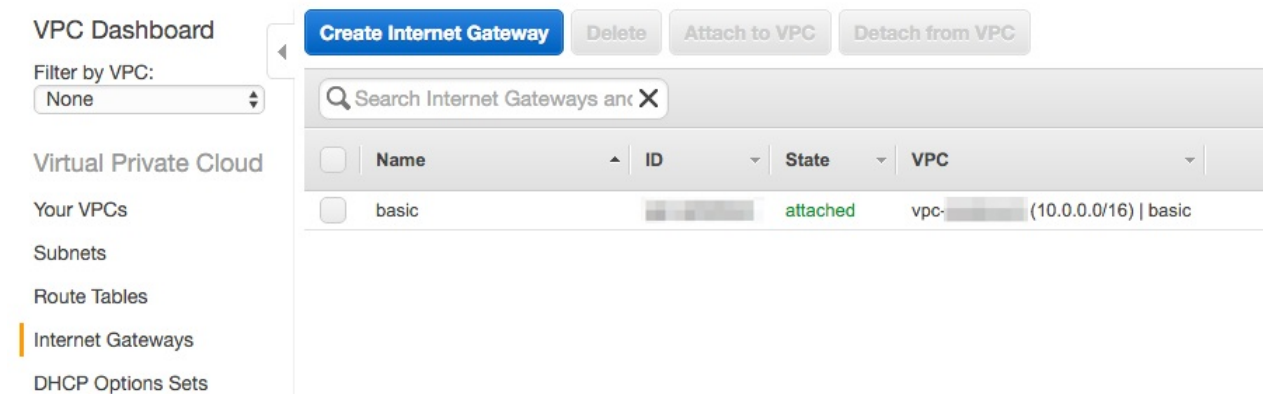 VPC Dashboard
Filter by VPC:
None
Virtual Private Cloud
Your VPCs
Subnets
Route Tables
Internet Gateways
DHCP Options Sets
Create Internet Gateway Delete Attach to VPC Detach from VPC
Search Internet Gateways and
Name ID State VPC
basic attached vpc- (10.0.0.0/16) | basic